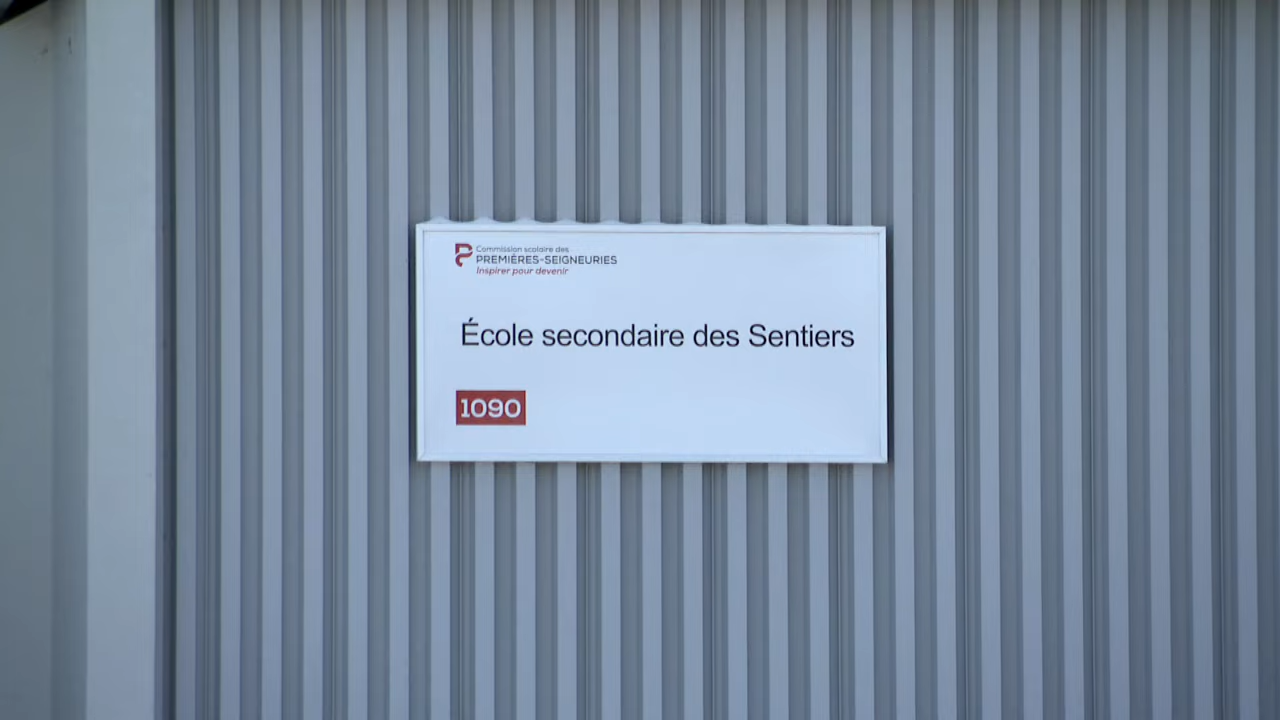 Commission scolaire des
PREMIÈRES-SEIGNEURIES
Inspirer pour devenir
École secondaire des Sentiers
1090